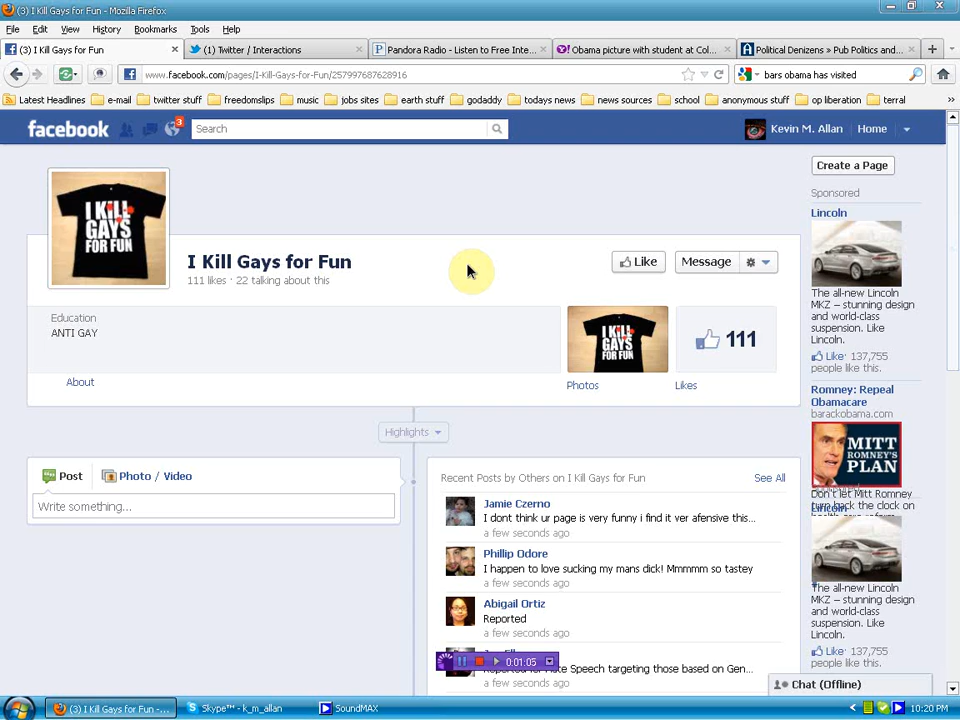 (3) I Kill Gays for Fun - Mozilla Firefox
File Edit View History Bookmarks Tools Help
(3) I Kill Gays for Fun
(1) Twitter / Interactions
Pandora Radio - Listen to Free Inte...
Obama picture with student at Col...
Political Denizens » Pub Politics and...
www.facebook.com/pages/I-Kill-Gays-for-Fun/257997687628916
bars obama has visited
Latest Headlines e-mail twitter stuff freedomslips music jobs sites earth stuff godaddy todays news news sources school anonymous stuff op liberation terral
facebook
3
Search
Kevin M. Allan Home
Create a Page
Sponsored
I KILL
GAYS
FOR FUN
I Kill Gays for Fun
111 likes · 22 talking about this
Like
Message
Education
ANTI GAY
About
I KILL
GAYS
FOR FUN
Photos
111
Likes
Highlights
Post
Photo / Video
Write something...
Recent Posts by Others on I Kill Gays for Fun
See All
Jamie Czerno
I dont think ur page is very funny i find it ver afensive this...
a few seconds ago
Phillip Odore
I happen to love sucking my mans dick! Mmmmm so tastey
a few seconds ago
Abigail Ortiz
Reported
a few seconds ago
Hate Speech targeting those based on Gen...
a few seconds ago
0:01:05
Lincoln
The all-new Lincoln
MKZ – stunning design
and world-class
suspension. Like
Lincoln.
Like · 137,755
people like this.
Romney: Repeal
Obamacare
barackobama.com
MITT
ROMNEY'S
PLAN
Don't let Mitt Romney
turn back the clock on
Lincoln
The all-new Lincoln
MKZ – stunning design
and world-class
suspension. Like
Lincoln.
Like · 137,755
people like this.
Chat (Offline)
(3) I Kill Gays for Fun -...
Skype™ - k_m_allan
SoundMAX
10:20 PM